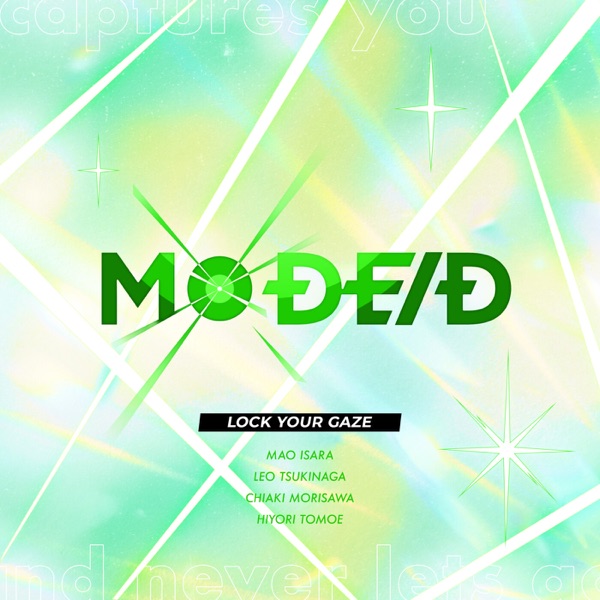 captures you
MODE/D
LOCK YOUR GAZE
MAO ISARA
LEO TSUKINAGA
CHIAKI MORISAWA
HIYORI TOMOE
nd never lets go